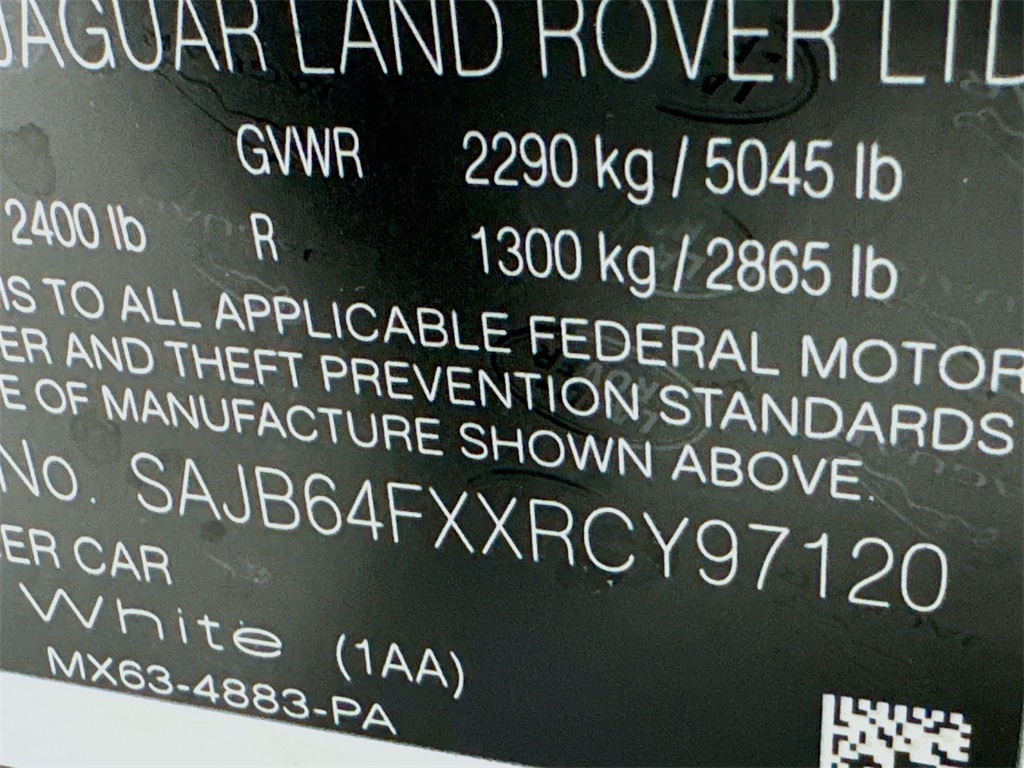 JAGUAR LAND ROVER LTD
GVWR 2290 kg / 5045 lb
2400 lb R 1300 kg / 2865 lb
IS TO ALL APPLICABLE FEDERAL MOTOR
ER AND THEFT PREVENTION STANDARDS
E OF MANUFACTURE SHOWN ABOVE.
No. SAJB64FXXRCY97120
ER CAR
White (1AA)
MX63-4883-PA